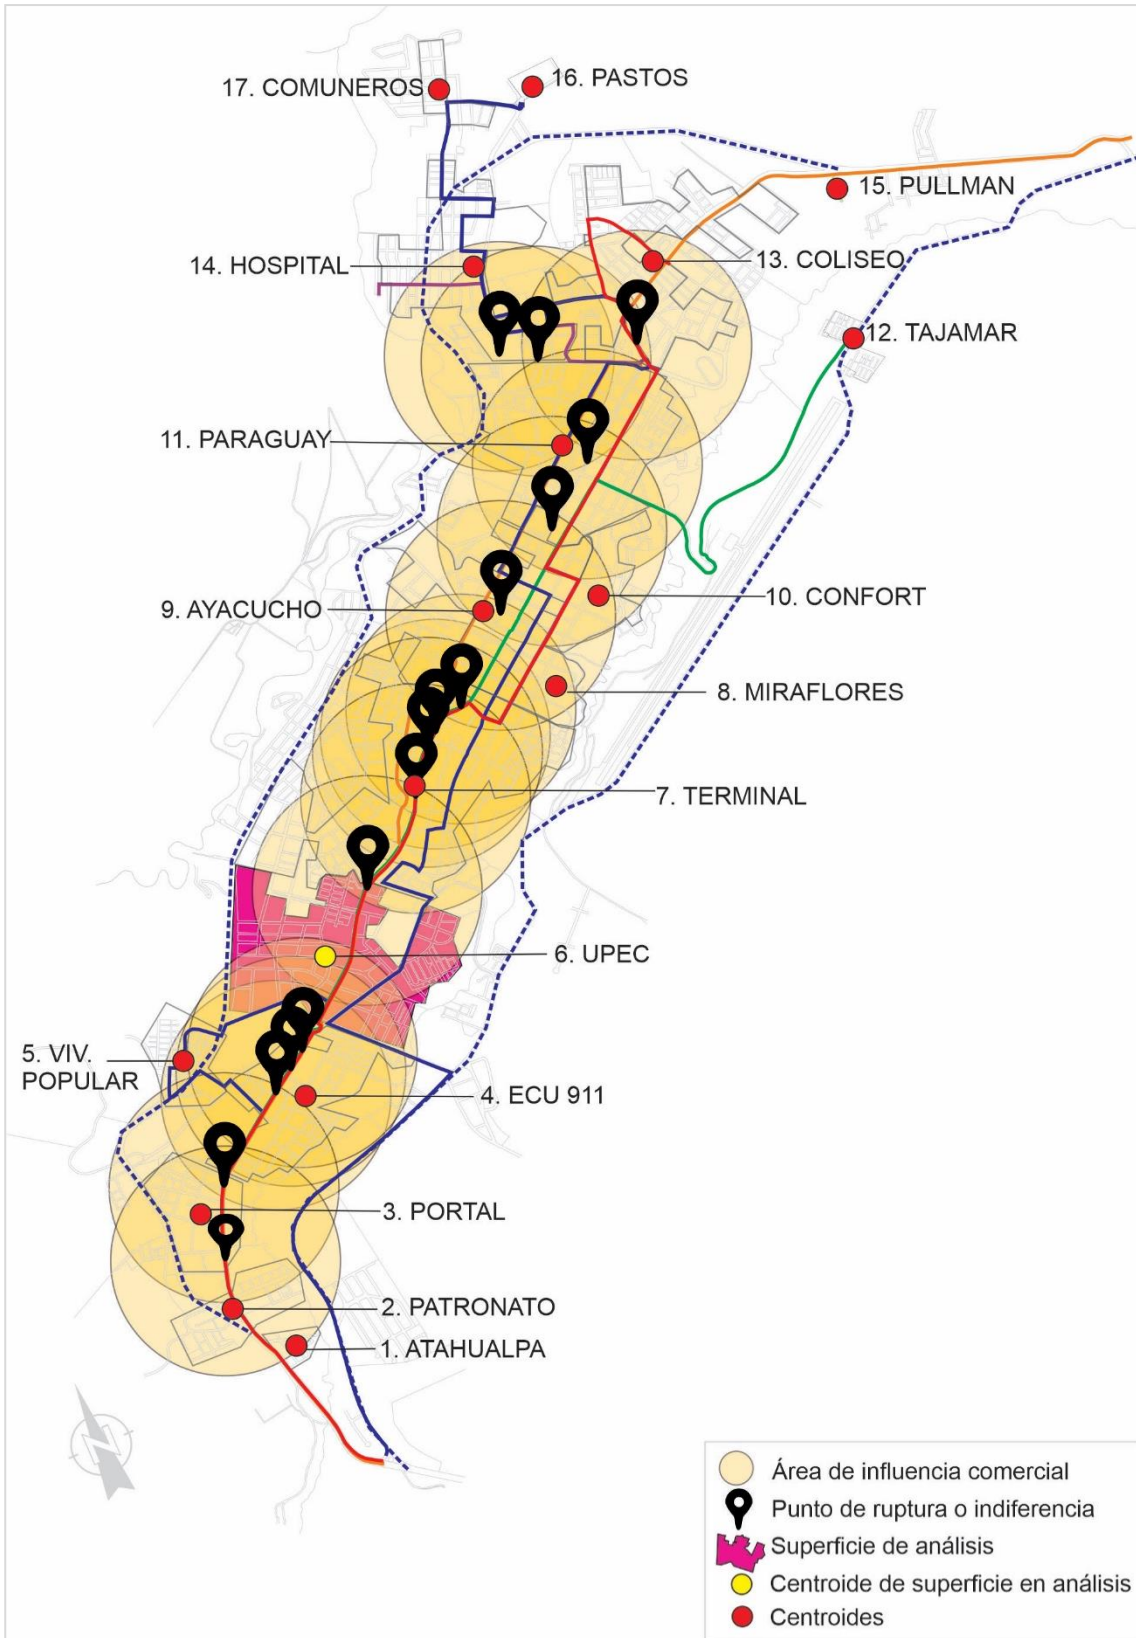 17. COMUNEROS
16. PASTOS
15. PULLMAN
14. HOSPITAL
13. COLISEO
12. TAJAMAR
11. PARAGUAY
9. AYACUCHO
10. CONFORT
8. MIRAFLORES
7. TERMINAL
6. UPEC
5. VIV.
POPULAR
4. ECU 911
3. PORTAL
2. PATRONATO
1. ATAHUALPA
Área de influencia comercial
Punto de ruptura o indiferencia
Superficie de análisis
Centroide de superficie en análisis
Centroides